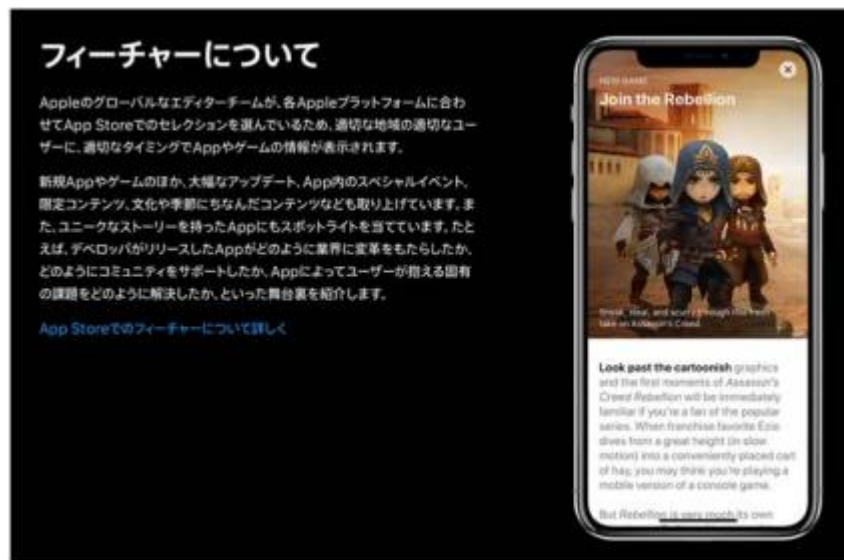 フィーチャーについて
Appleのグローバルなエディターチームが、各Appleプラットフォームに合わ
せてApp Storeでのセレクションを選んでいるため、適切な地域の適切なユー
ザーに、適切なタイミングでAppやゲームの情報が表示されます。
新規Appやゲームのほか、大幅なアップデート、App内のスペシャルイベント、
限定コンテンツ、文化や季節にちなんだコンテンツなども取り上げています。ま
た、ユニークなストーリーを持ったAppにもスポットライトを当てています。たと
えば、デベロッパがリリースしたAppがどのように業界に変革をもたらしたか、
どのようにコミュニティをサポートしたか、Appによってユーザーが抱える固有
の課題をどのように解決したか、といった舞台裏を紹介します。
App Storeでのフィーチャーについて詳しく
NEW GAME
Join the Rebellion
Sneak, steal, and scurry through this fresh
take on Assassin's Creed.
Look past the cartoonish graphics
and the first moments of Assassin's
Creed Rebellion will be immediately
familiar if you're a fan of the popular
series. When franchise favorite Ezio
dives from a great height (in slow
motion) into a conveniently placed cart
of hay, you may think you're playing a
mobile version of a console game.
But Rebellion is very much its own